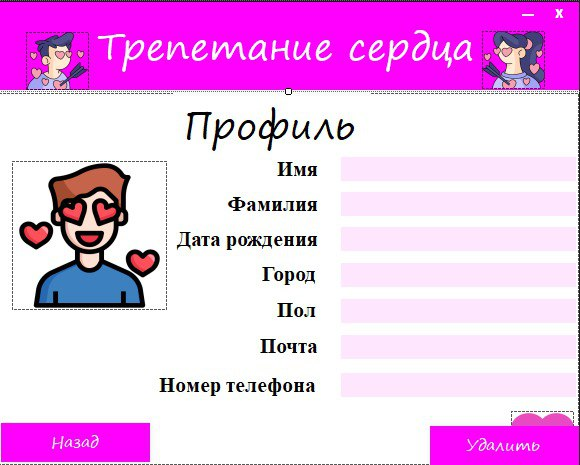 Трепетание сердца
Профиль
Имя
Фамилия
Дата рождения
Город
Пол
Почта
Номер телефона
Назад
Удалить